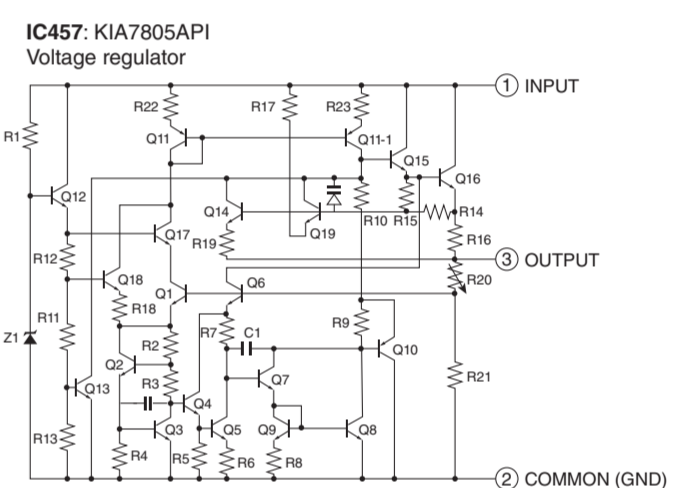 IC457: KIA7805API
Voltage regulator
1 INPUT
R22 R17 R23
R1 Q11 Q11-1
Q15
Q12 Q16
Q14 R10 R15 R14
Q17 R19 Q19 R16
R12 3 OUTPUT
Q18 Q6 R20
Q1
R18
R11 R7 C1 R9
Z1 R2 Q10
Q2
R3 Q7 R21
Q13 Q4
Q3 Q5 Q9 Q8
R13 R4 R5 R6 R8
2 COMMON (GND)